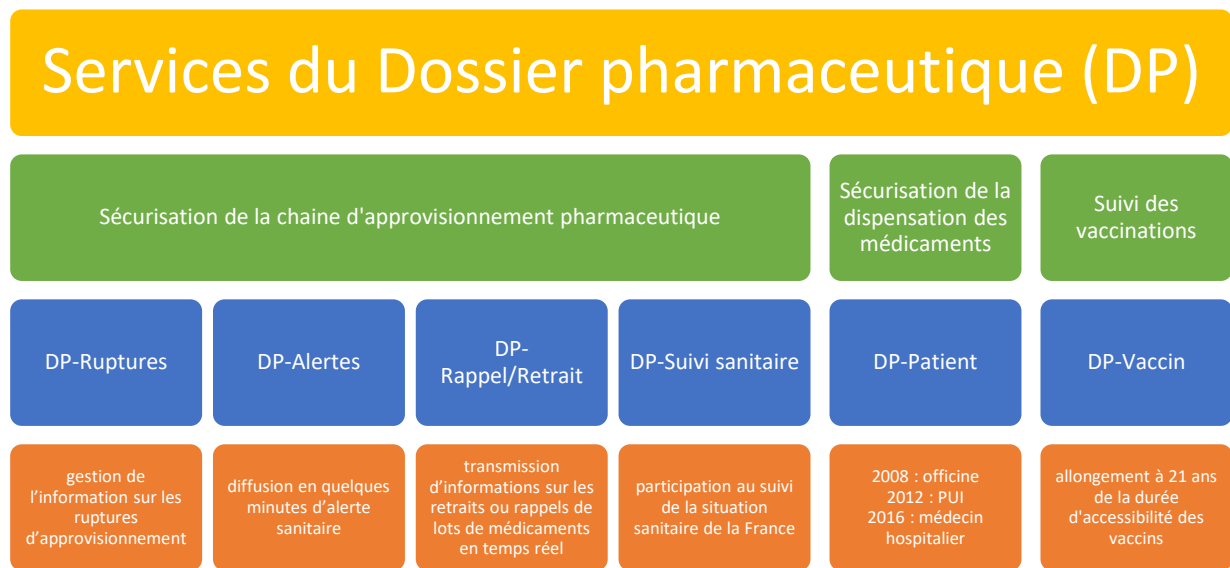 Services du Dossier pharmaceutique (DP)
Sécurisation de la chaine d'approvisionnement pharmaceutique
Sécurisation de la
dispensation des
médicaments
Suivi des
vaccinations
DP-Ruptures
DP-Alertes
DP-
Rappel/Retrait
DP-Suivi sanitaire
DP-Patient
DP-Vaccin
gestion de
l’information sur les
ruptures
d’approvisionnement
diffusion en quelques
minutes d’alerte
sanitaire
transmission
d’informations sur les
retraits ou rappels de
lots de médicaments
en temps réel
participation au suivi
de la situation
sanitaire de la France
2008 : officine
2012 : PUI
2016 : médecin
hospitalier
allongement à 21 ans
de la durée
d'accessibilité des
vaccins